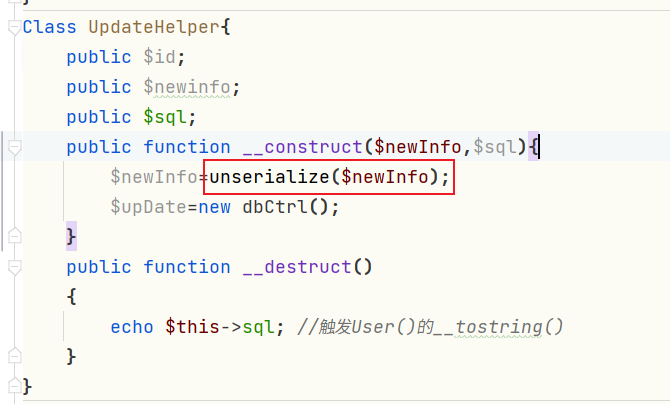 Class UpdateHelper{
public $id;
public $newinfo;
public $sql;
public function __construct($newInfo,$sql){
$newInfo=unserialize($newInfo);
$upDate=new dbCtrl();
}
public function __destruct()
{
echo $this->sql; //触发User()的__tostring()
}
}